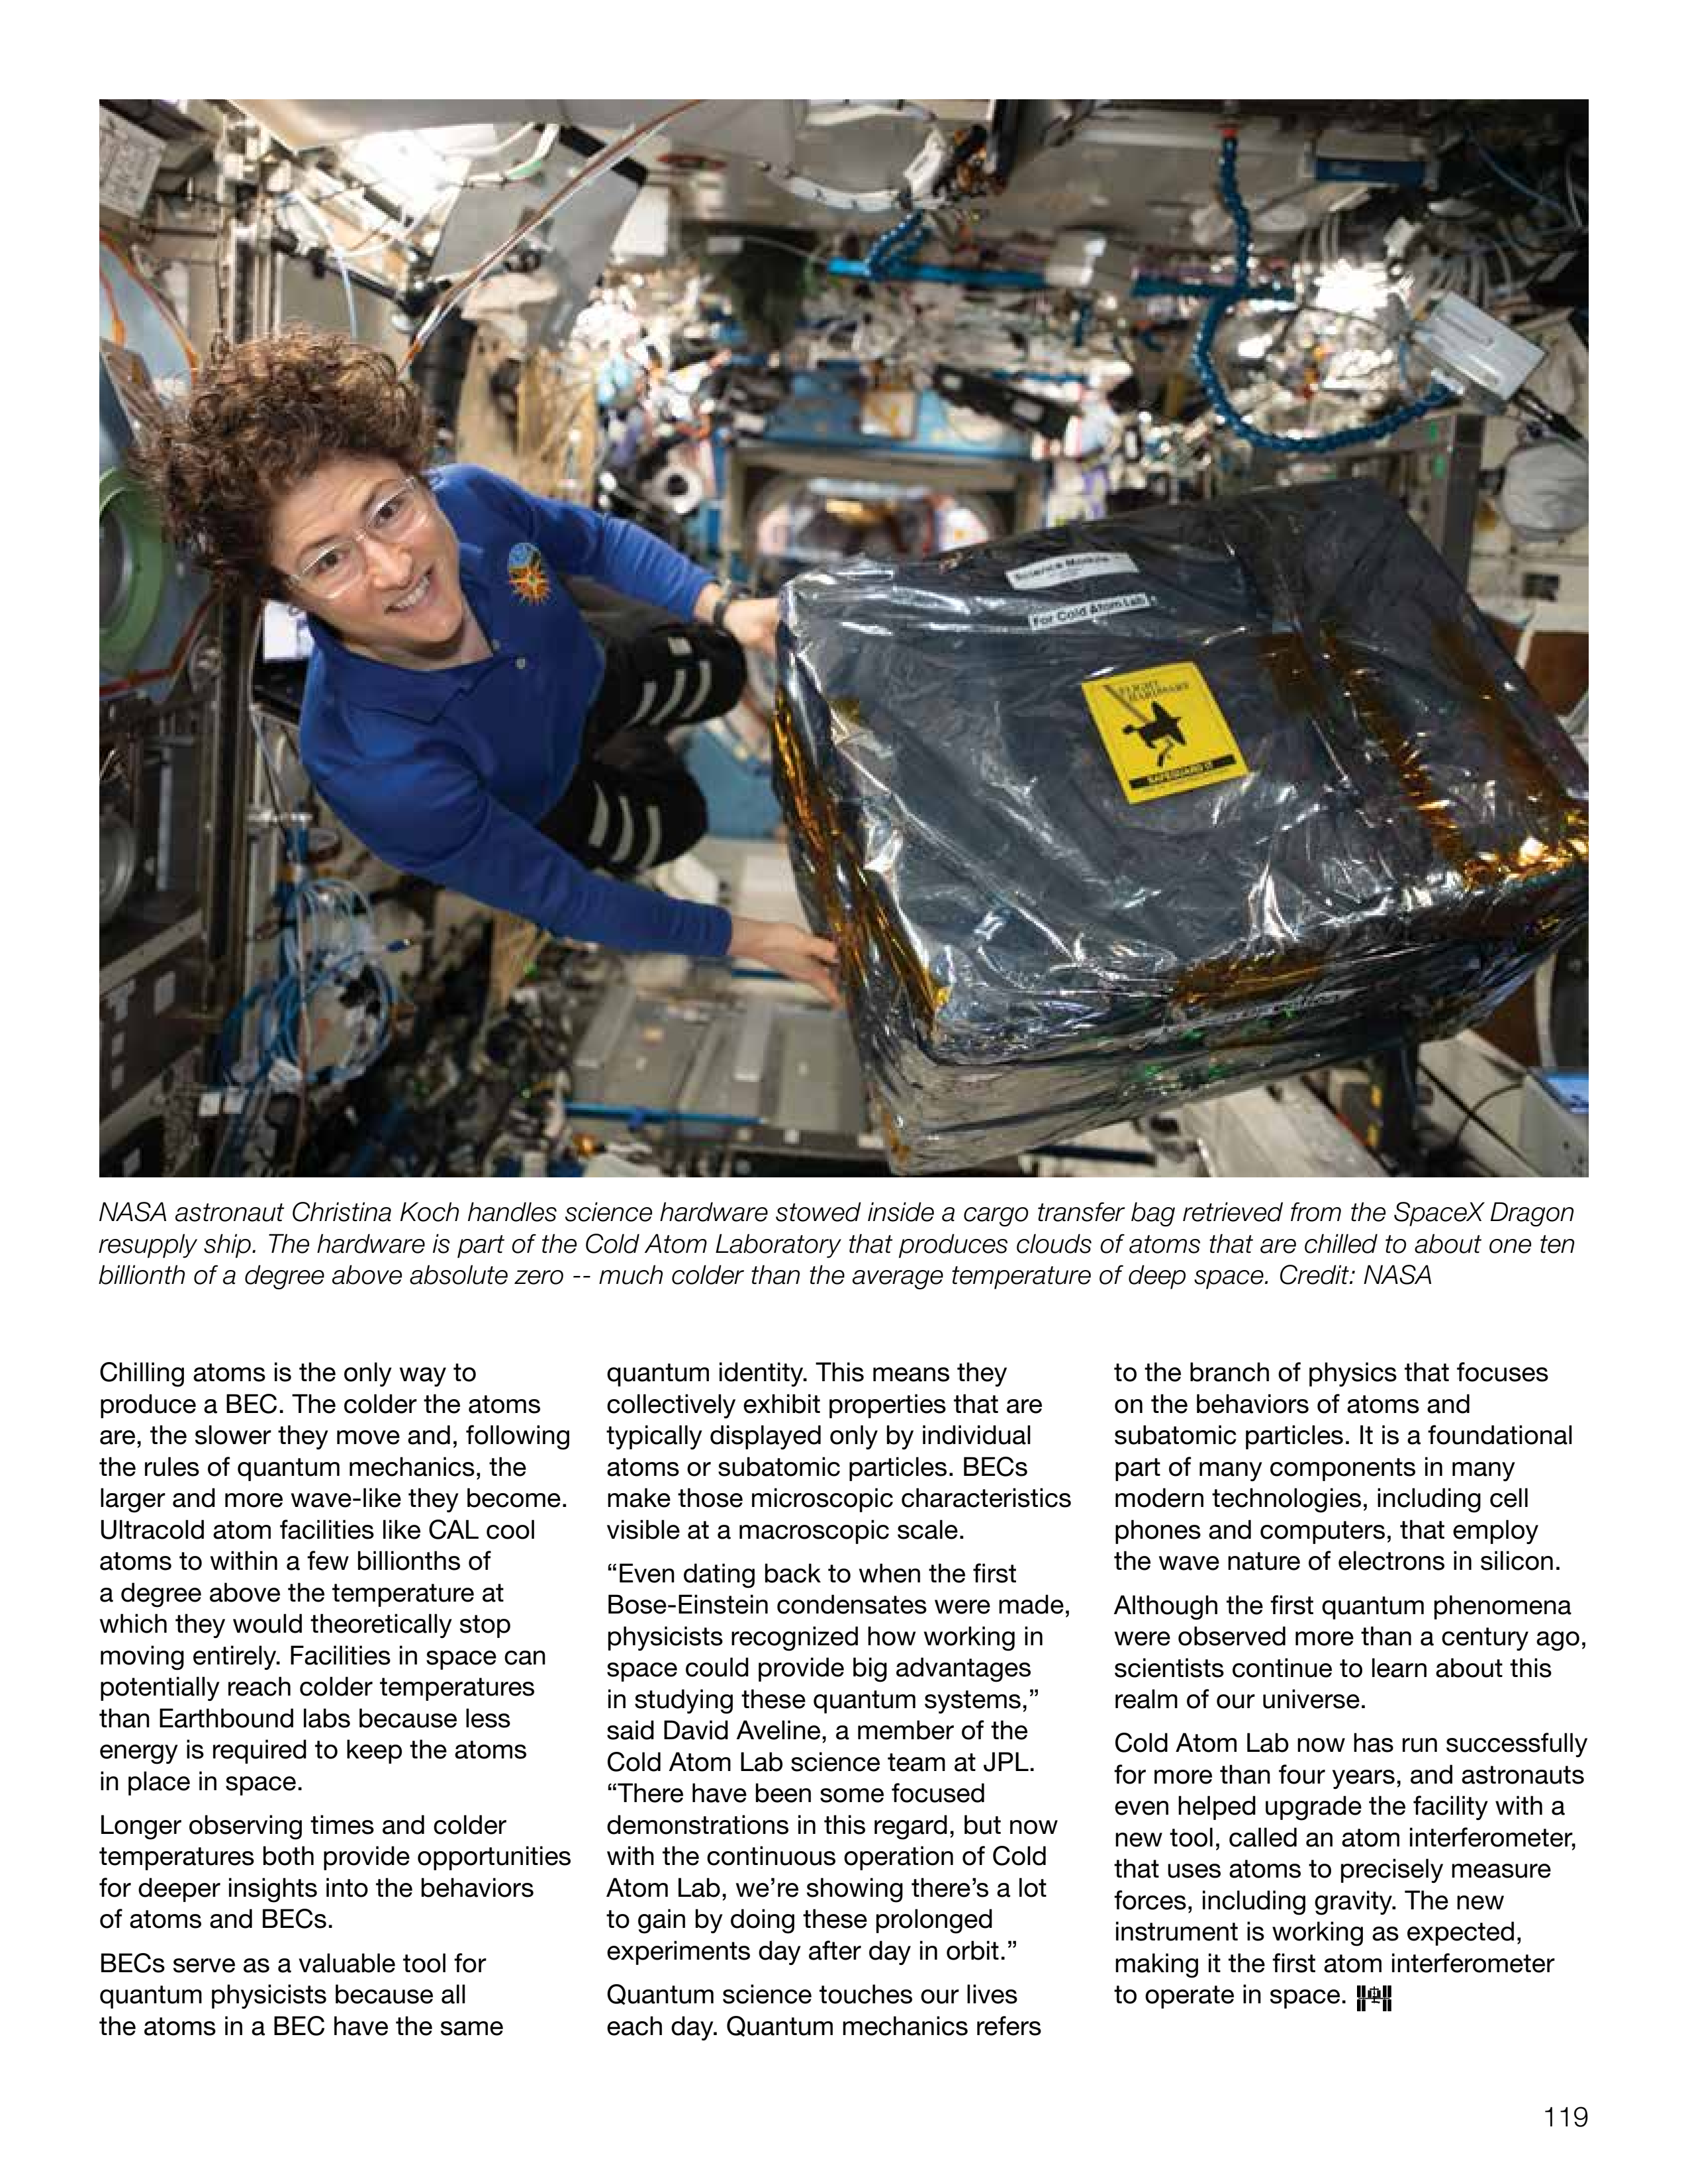 Science Module
For Cold Atom Lab
FLIGHT
HARDWARE
SAFEGUARD IT
NASA astronaut Christina Koch handles science hardware stowed inside a cargo transfer bag retrieved from the SpaceX Dragon
resupply ship. The hardware is part of the Cold Atom Laboratory that produces clouds of atoms that are chilled to about one ten
billionth of a degree above absolute zero -- much colder than the average temperature of deep space. Credit: NASA
Chilling atoms is the only way to
produce a BEC. The colder the atoms
are, the slower they move and, following
the rules of quantum mechanics, the
larger and more wave-like they become.
Ultracold atom facilities like CAL cool
atoms to within a few billionths of
a degree above the temperature at
which they would theoretically stop
moving entirely. Facilities in space can
potentially reach colder temperatures
than Earthbound labs because less
energy is required to keep the atoms
in place in space.
Longer observing times and colder
temperatures both provide opportunities
for deeper insights into the behaviors
of atoms and BECs.
BECs serve as a valuable tool for
quantum physicists because all
the atoms in a BEC have the same
quantum identity. This means they
collectively exhibit properties that are
typically displayed only by individual
atoms or subatomic particles. BECs
make those microscopic characteristics
visible at a macroscopic scale.
“Even dating back to when the first
Bose-Einstein condensates were made,
physicists recognized how working in
space could provide big advantages
in studying these quantum systems,”
said David Aveline, a member of the
Cold Atom Lab science team at JPL.
“There have been some focused
demonstrations in this regard, but now
with the continuous operation of Cold
Atom Lab, we’re showing there’s a lot
to gain by doing these prolonged
experiments day after day in orbit.”
Quantum science touches our lives
each day. Quantum mechanics refers
to the branch of physics that focuses
on the behaviors of atoms and
subatomic particles. It is a foundational
part of many components in many
modern technologies, including cell
phones and computers, that employ
the wave nature of electrons in silicon.
Although the first quantum phenomena
were observed more than a century ago,
scientists continue to learn about this
realm of our universe.
Cold Atom Lab now has run successfully
for more than four years, and astronauts
even helped upgrade the facility with a
new tool, called an atom interferometer,
that uses atoms to precisely measure
forces, including gravity. The new
instrument is working as expected,
making it the first atom interferometer
to operate in space.
119